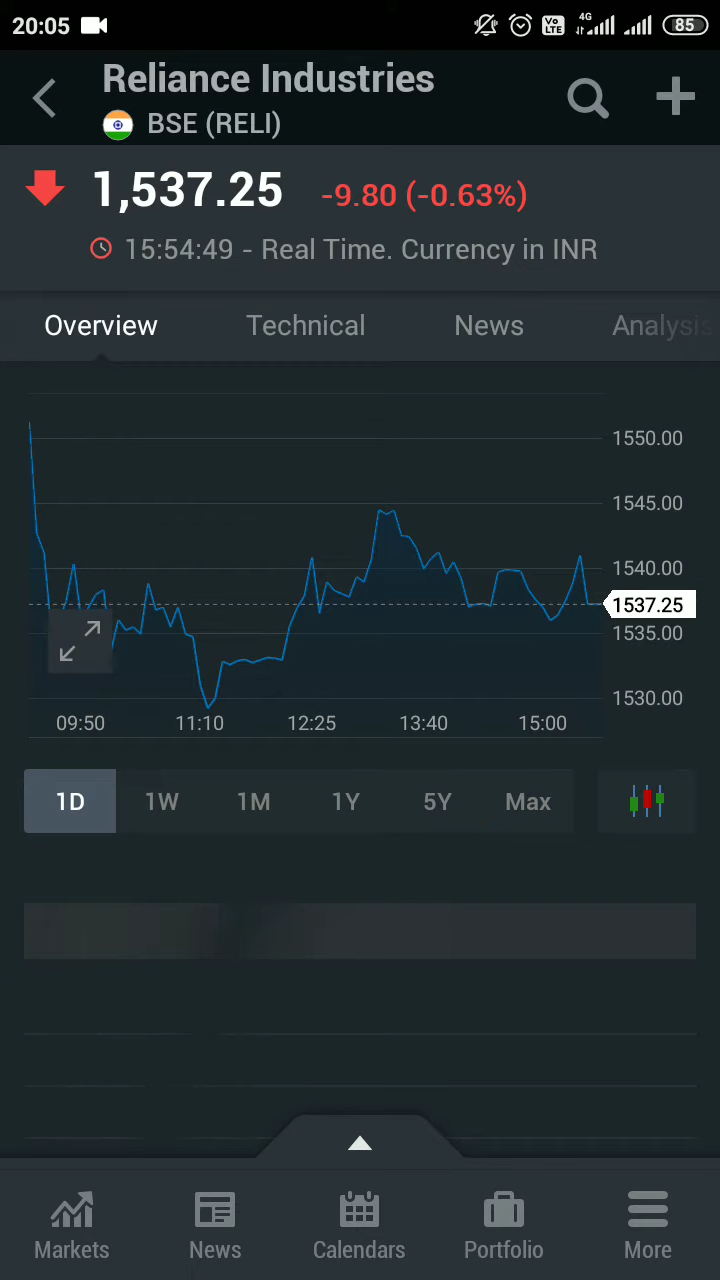 20:05
Vo LTE 4G 85
Reliance Industries
BSE (RELI)
1,537.25 -9.80 (-0.63%)
15:54:49 - Real Time. Currency in INR
Overview Technical News Analysis
1550.00
1545.00
1540.00
1537.25
1535.00
1530.00
09:50 11:10 12:25 13:40 15:00
1D 1W 1M 1Y 5Y Max
Markets News Calendars Portfolio More